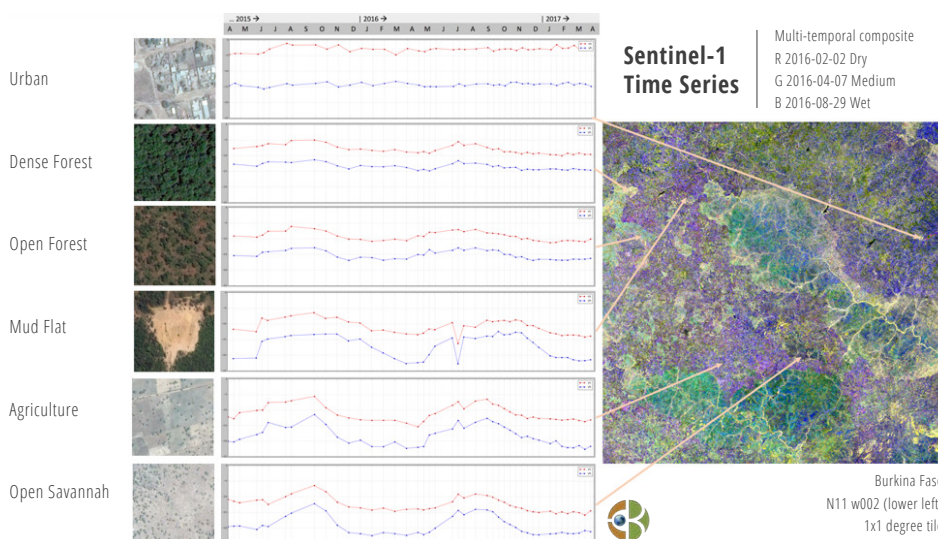 ... 2015 → | 2016 → | 2017 →
A M J J A S O N D J F M A M J J A S O N D J F M A
Urban
Dense Forest
Open Forest
Mud Flat
Agriculture
Open Savannah
Sentinel-1
Time Series
Multi-temporal composite
R 2016-02-02 Dry
G 2016-04-07 Medium
B 2016-08-29 Wet
Burkina Faso
N11 w002 (lower left
1x1 degree tile